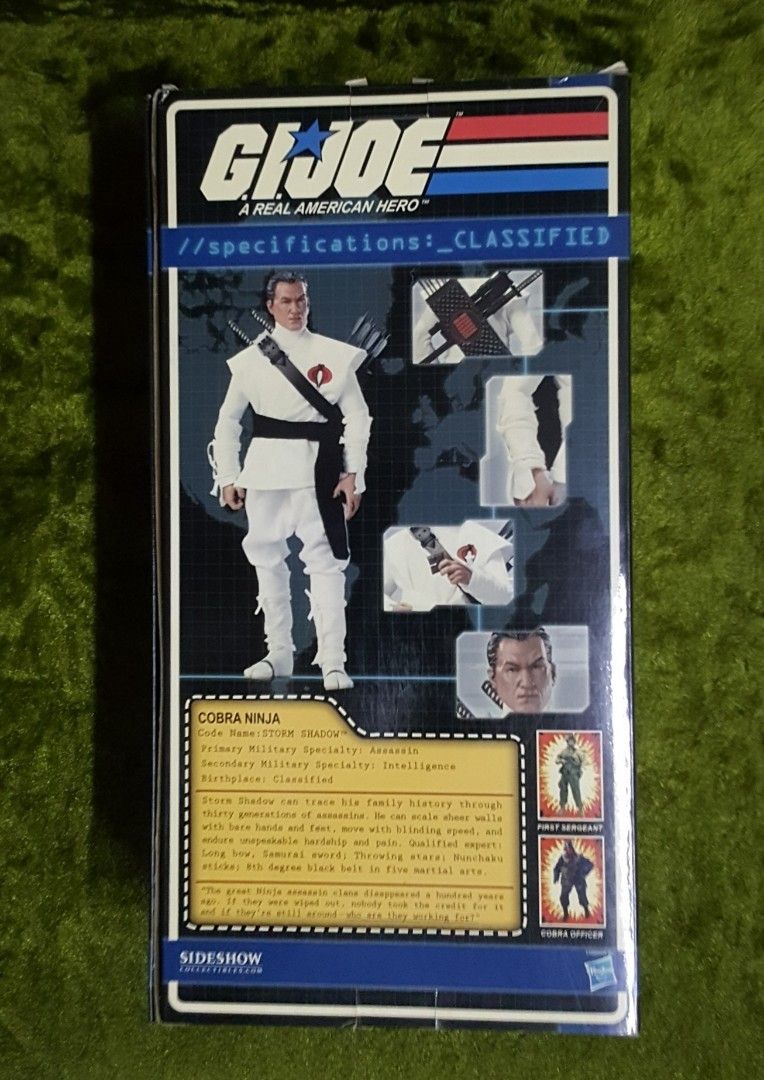 G.I.JOE™
A REAL AMERICAN HERO™
//specifications:_CLASSIFIED
COBRA NINJA
Code Name:STORM SHADOW™
Primary Military Specialty: Assassin
Secondary Military Specialty: Intelligence
Birthplace: Classified
Storm Shadow can trace his family history through
thirty generations of assassins. He can scale sheer walls
with bare hands and feet, move with blinding speed, and
endure unspeakable hardship and pain. Qualified expert:
Long bow, Samurai sword; Throwing stars; Nunchaku
sticks; 8th degree black belt in five martial arts.
"The great Ninja assassin clans disappeared a hundred years
ago. If they were wiped out, nobody took the credit for it
and if they're still around—who are they working for?"
FIRST SERGEANT
COBRA OFFICER
SIDESHOW
COLLECTIBLES.COM
Hasbro